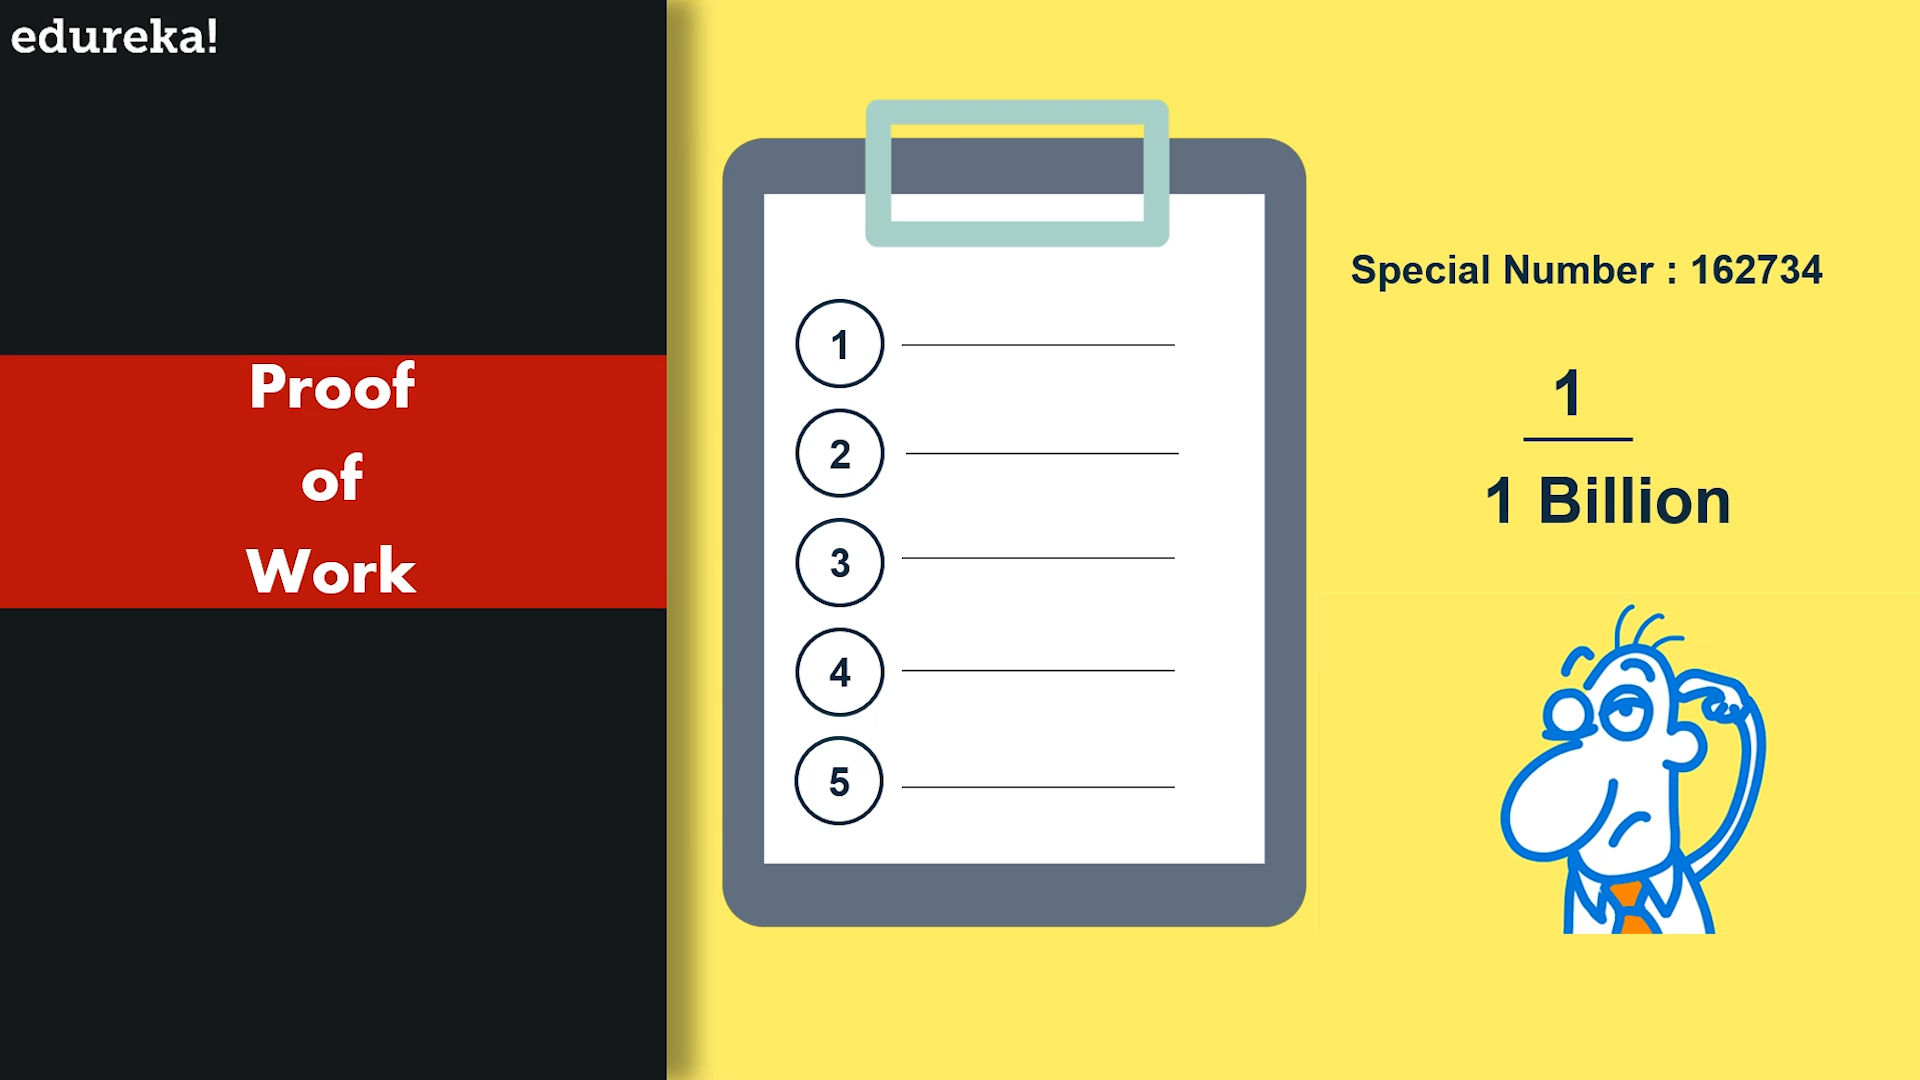 edureka!
Proof
of
Work
1
2
3
4
5
Special Number : 162734
1
1 Billion